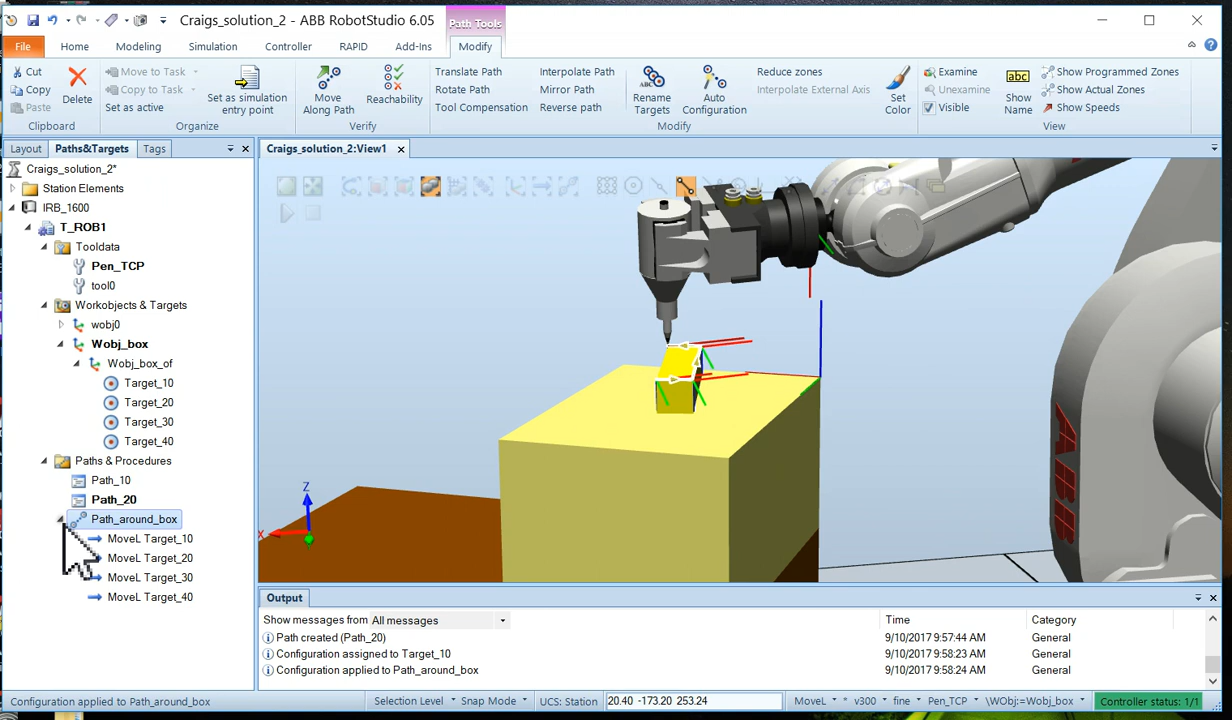 Craigs_solution_2 - ABB RobotStudio 6.05
Path Tools
File Home Modeling Simulation Controller RAPID Add-Ins Modify
Cut
Copy
Paste
Delete
Clipboard
Move to Task
Copy to Task
Set as active
Set as simulation
entry point
Organize
Move
Along Path
Reachability
Verify
Translate Path
Rotate Path
Tool Compensation
Interpolate Path
Mirror Path
Reverse path
ABC
Rename
Targets
Auto
Configuration
Reduce zones
Interpolate External Axis
Modify
Set
Color
Examine
Unexamine
Visible
abc
Show
Name
Show Programmed Zones
Show Actual Zones
Show Speeds
View
Layout Paths&Targets Tags
Craigs_solution_2:View1
Craigs_solution_2*
Station Elements
IRB_1600
T_ROB1
Tooldata
Pen_TCP
tool0
Workobjects & Targets
wobj0
Wobj_box
Wobj_box_of
Target_10
Target_20
Target_30
Target_40
Paths & Procedures
Path_10
Path_20
Path_around_box
MoveL Target_10
MoveL Target_20
MoveL Target_30
MoveL Target_40
Z
X
ABB
Output
Show messages from All messages Time Category
Path created (Path_20) 9/10/2017 9:57:44 AM General
Configuration assigned to Target_10 9/10/2017 9:58:23 AM General
Configuration applied to Path_around_box 9/10/2017 9:58:24 AM General
Configuration applied to Path_around_box Selection Level Snap Mode UCS: Station 20.40 -173.20 253.24 MoveL * v300 fine Pen_TCP \WObj:=Wobj_box Controller status: 1/1